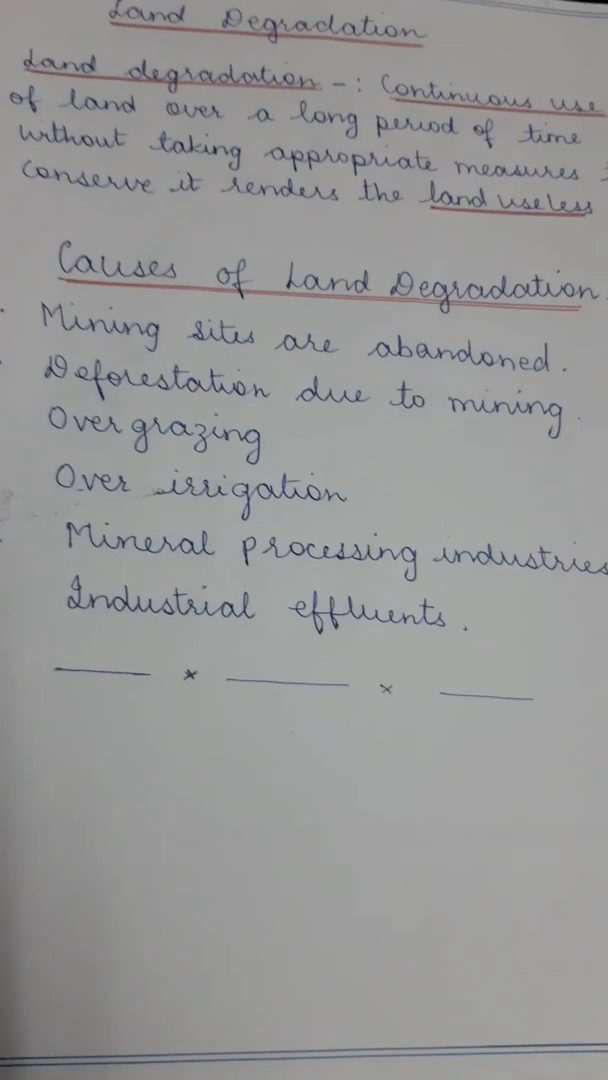 Land Degradation
Land degradation -: Continuous use
of land over a long period of time
without taking appropriate measures
conserve it renders the land useless
Causes of Land Degradation
Mining sites are abandoned.
Deforestation due to mining.
Over grazing
Over irrigation
Mineral processing industries
Industrial effluents.